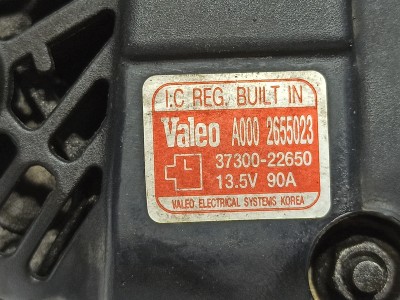 I.C REG. BUILT IN
Valeo A000 2655023
37300-22650
13.5V 90A
VALEO ELECTRICAL SYSTEMS KOREA